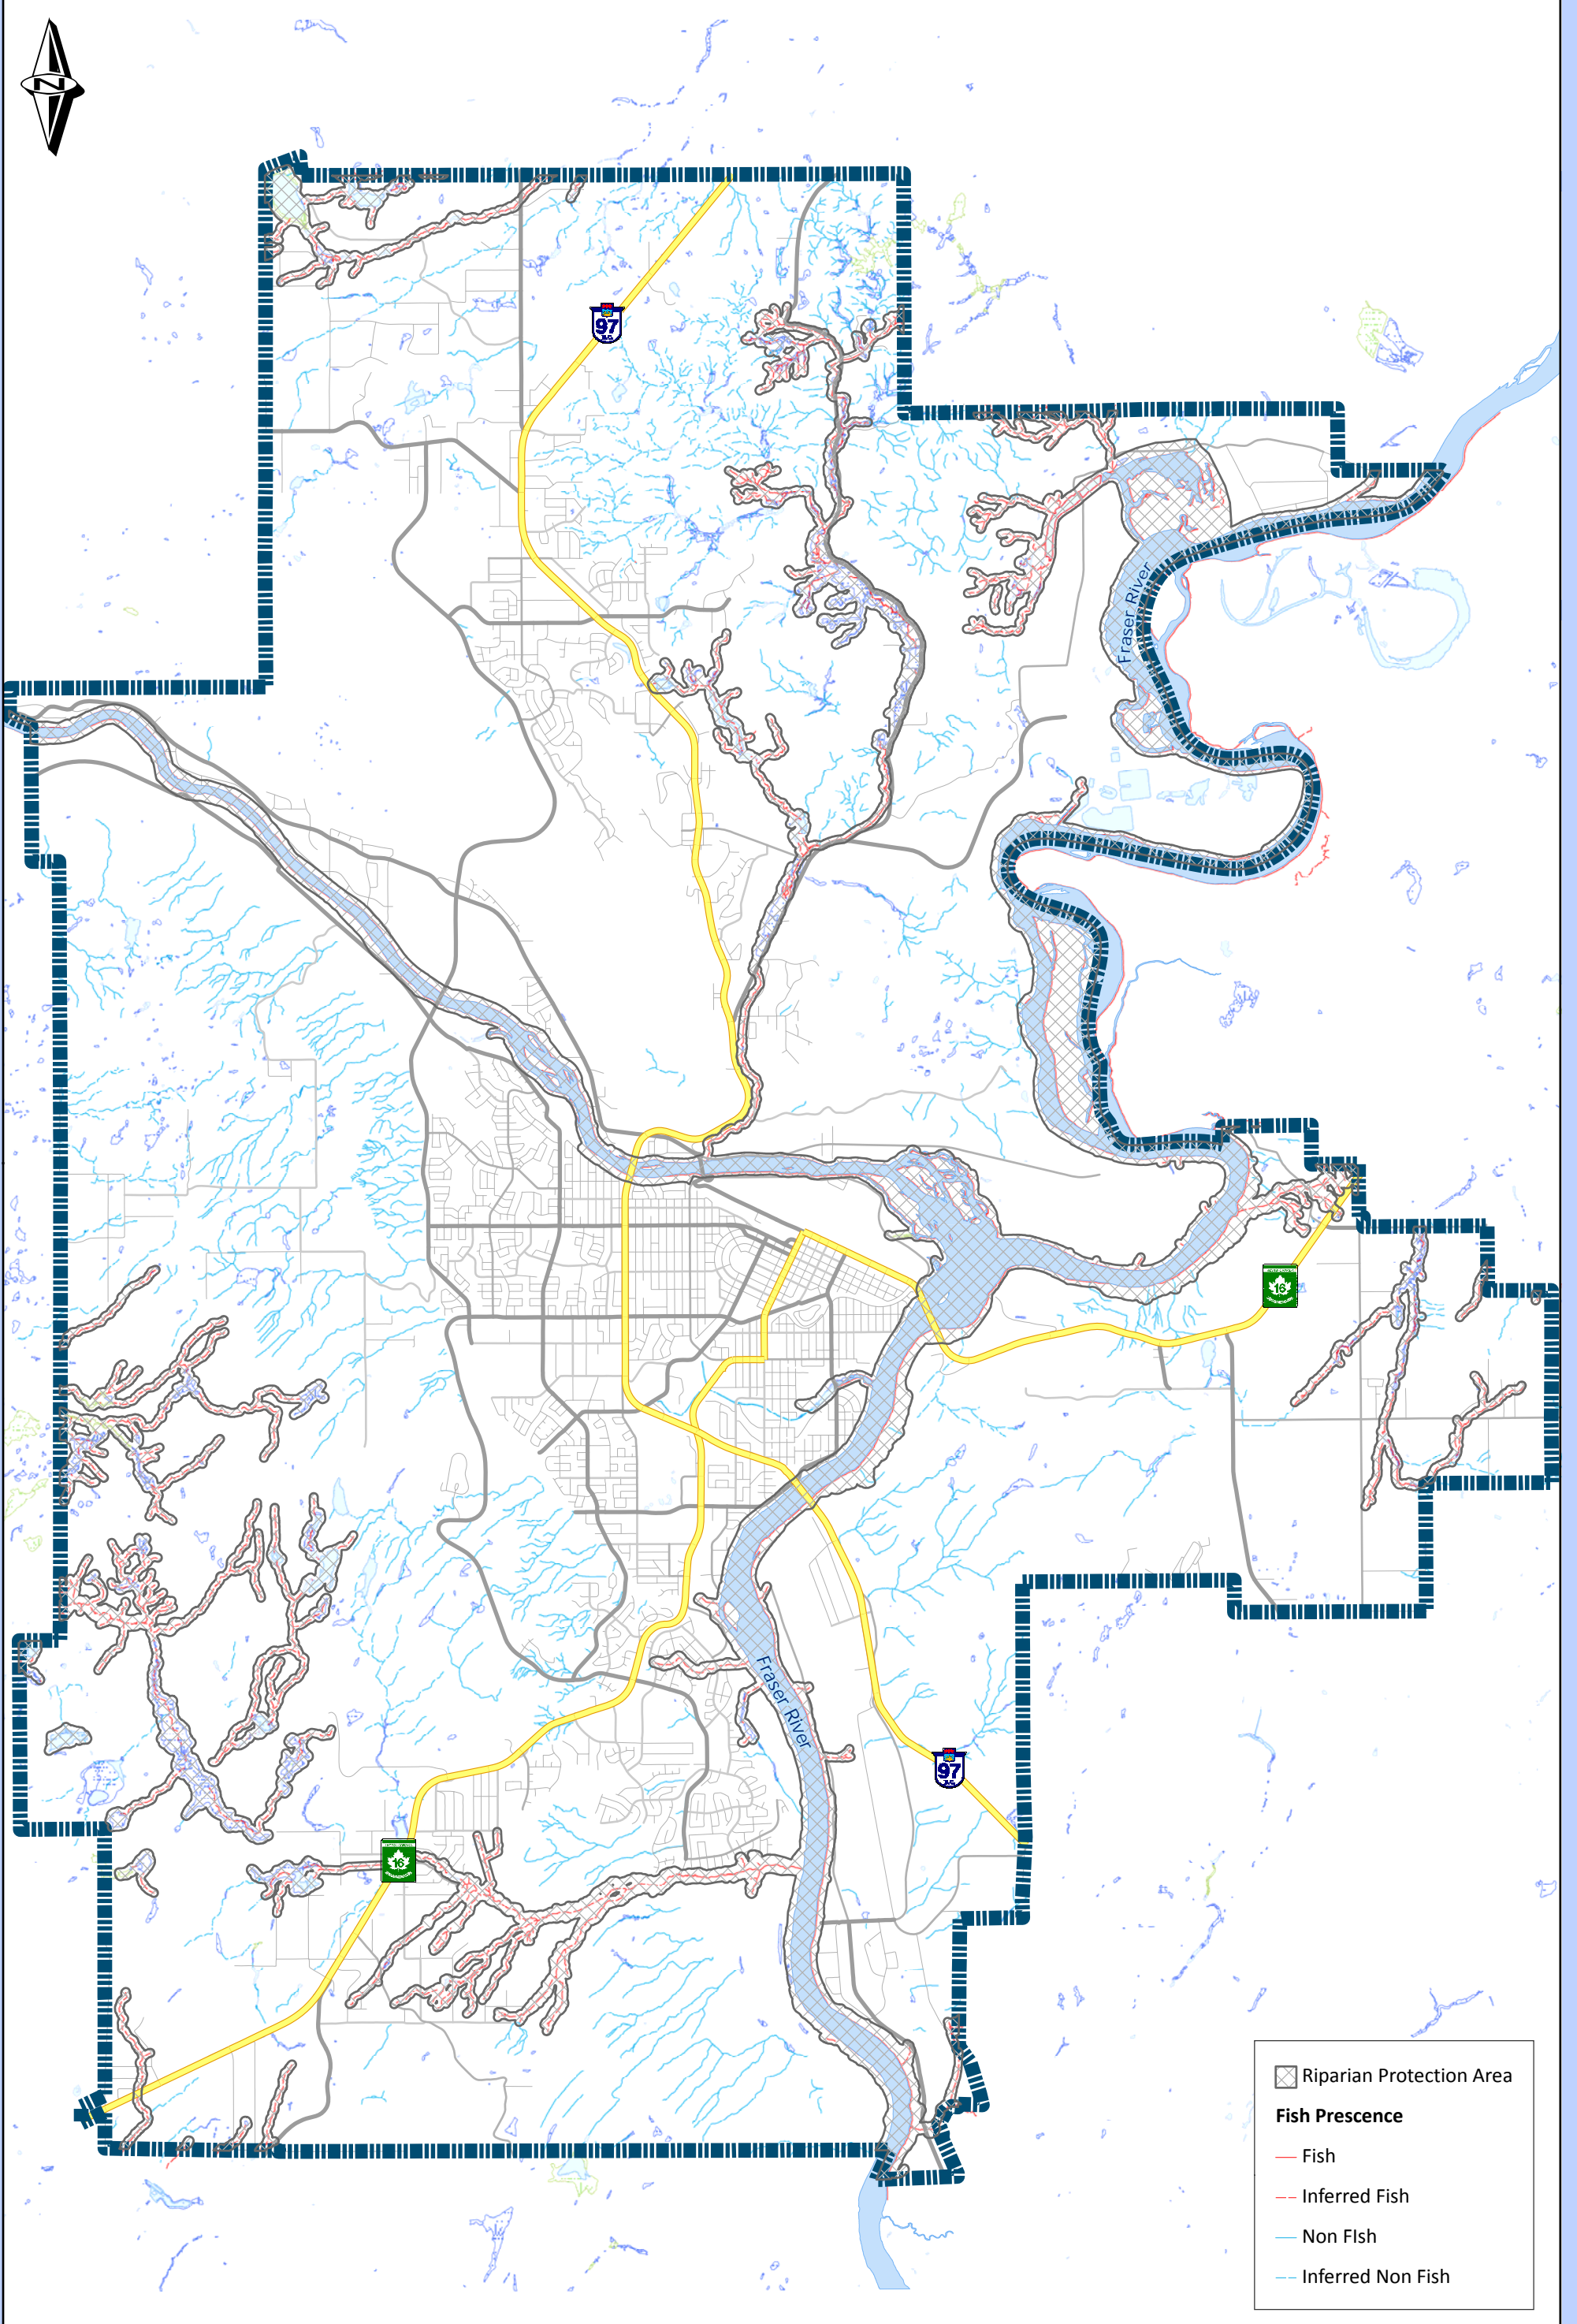 N
97
B.C.
Fraser River
16
Fraser River
97
B.C.
16
Riparian Protection Area
Fish Prescence
Fish
Inferred Fish
Non FIsh
Inferred Non Fish